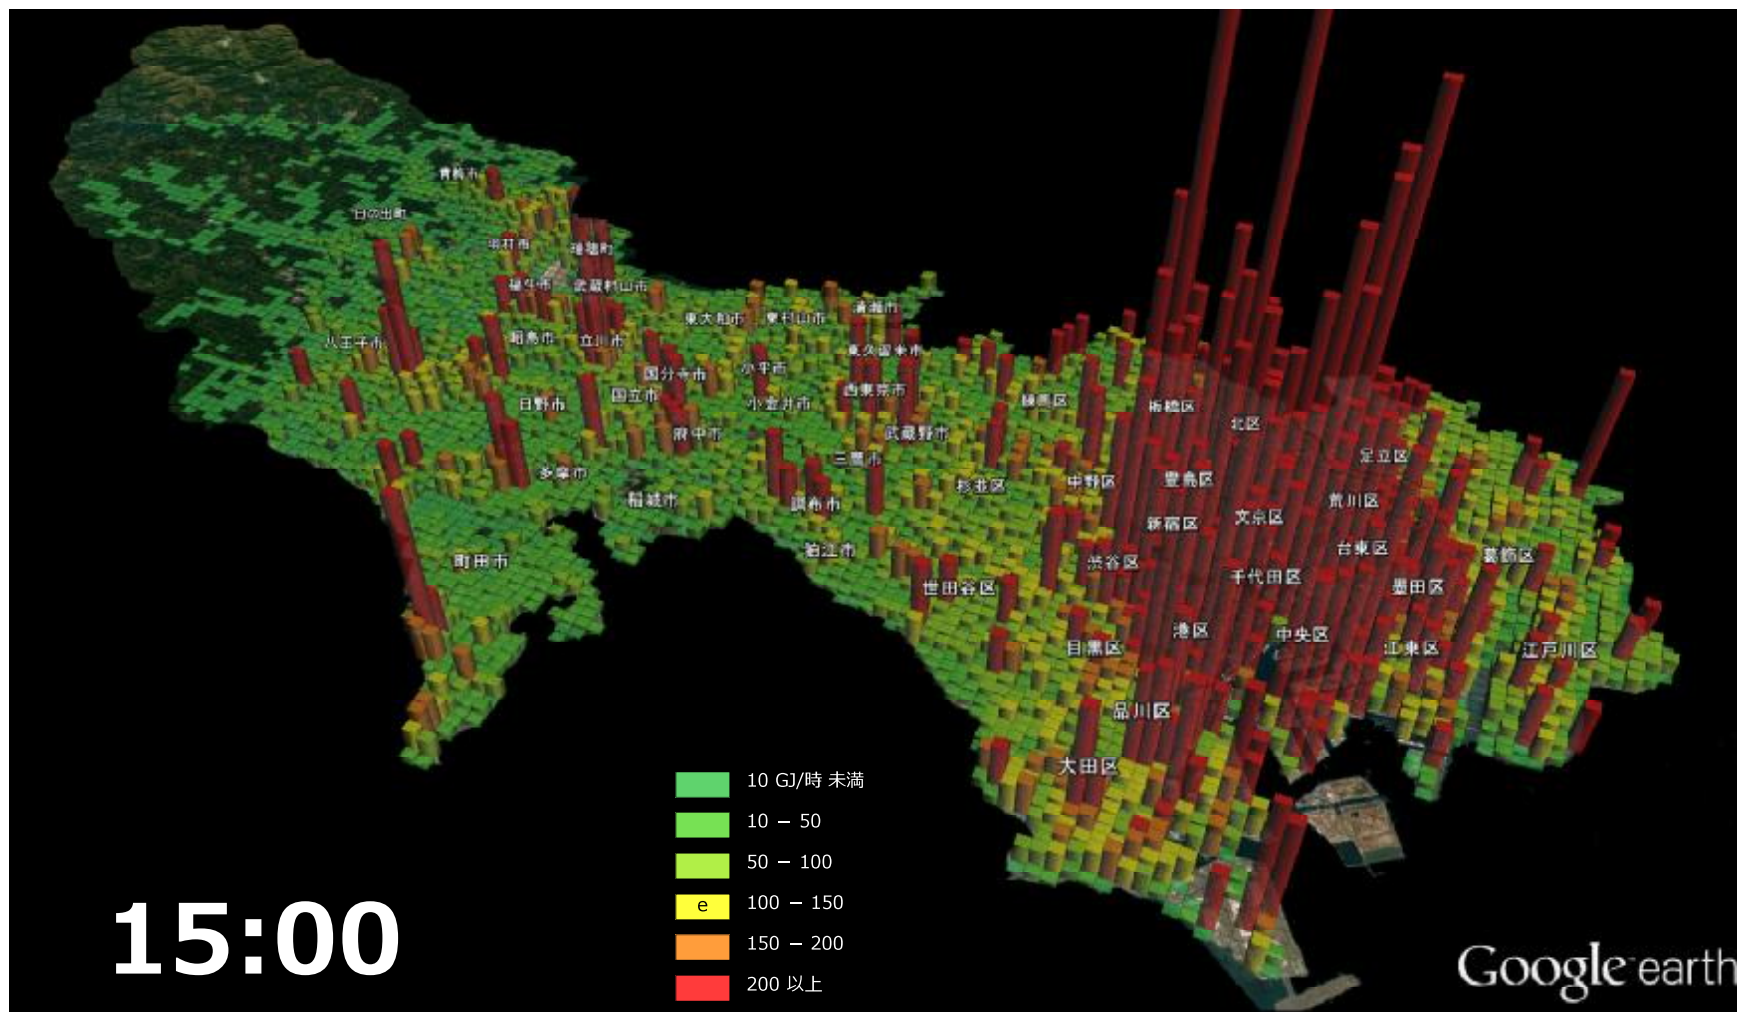 青梅市
日の出町
羽村市
瑞穂町
福生市
武蔵村山市
東大和市
東村山市
清瀬市
八王子市
昭島市
立川市
東久留米市
国分寺市
小平市
国立市
西東京市
日野市
小金井市
練馬区
板橋区
北区
府中市
武蔵野市
三鷹市
足立区
多摩市
杉並区
中野区
豊島区
稲城市
調布市
荒川区
新宿区
文京区
狛江市
台東区
葛飾区
町田市
渋谷区
千代田区
世田谷区
墨田区
港区
中央区
目黒区
江東区
江戸川区
品川区
大田区
10 GJ/時 未満
10 － 50
50 － 100
e 100 － 150
150 － 200
200 以上
15:00
Google earth